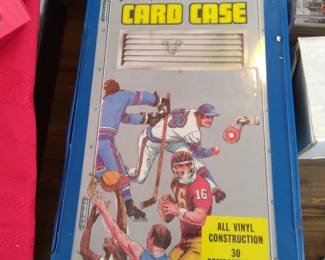 CARD CASE
16
ALL VINYL
CONSTRUCTION
30